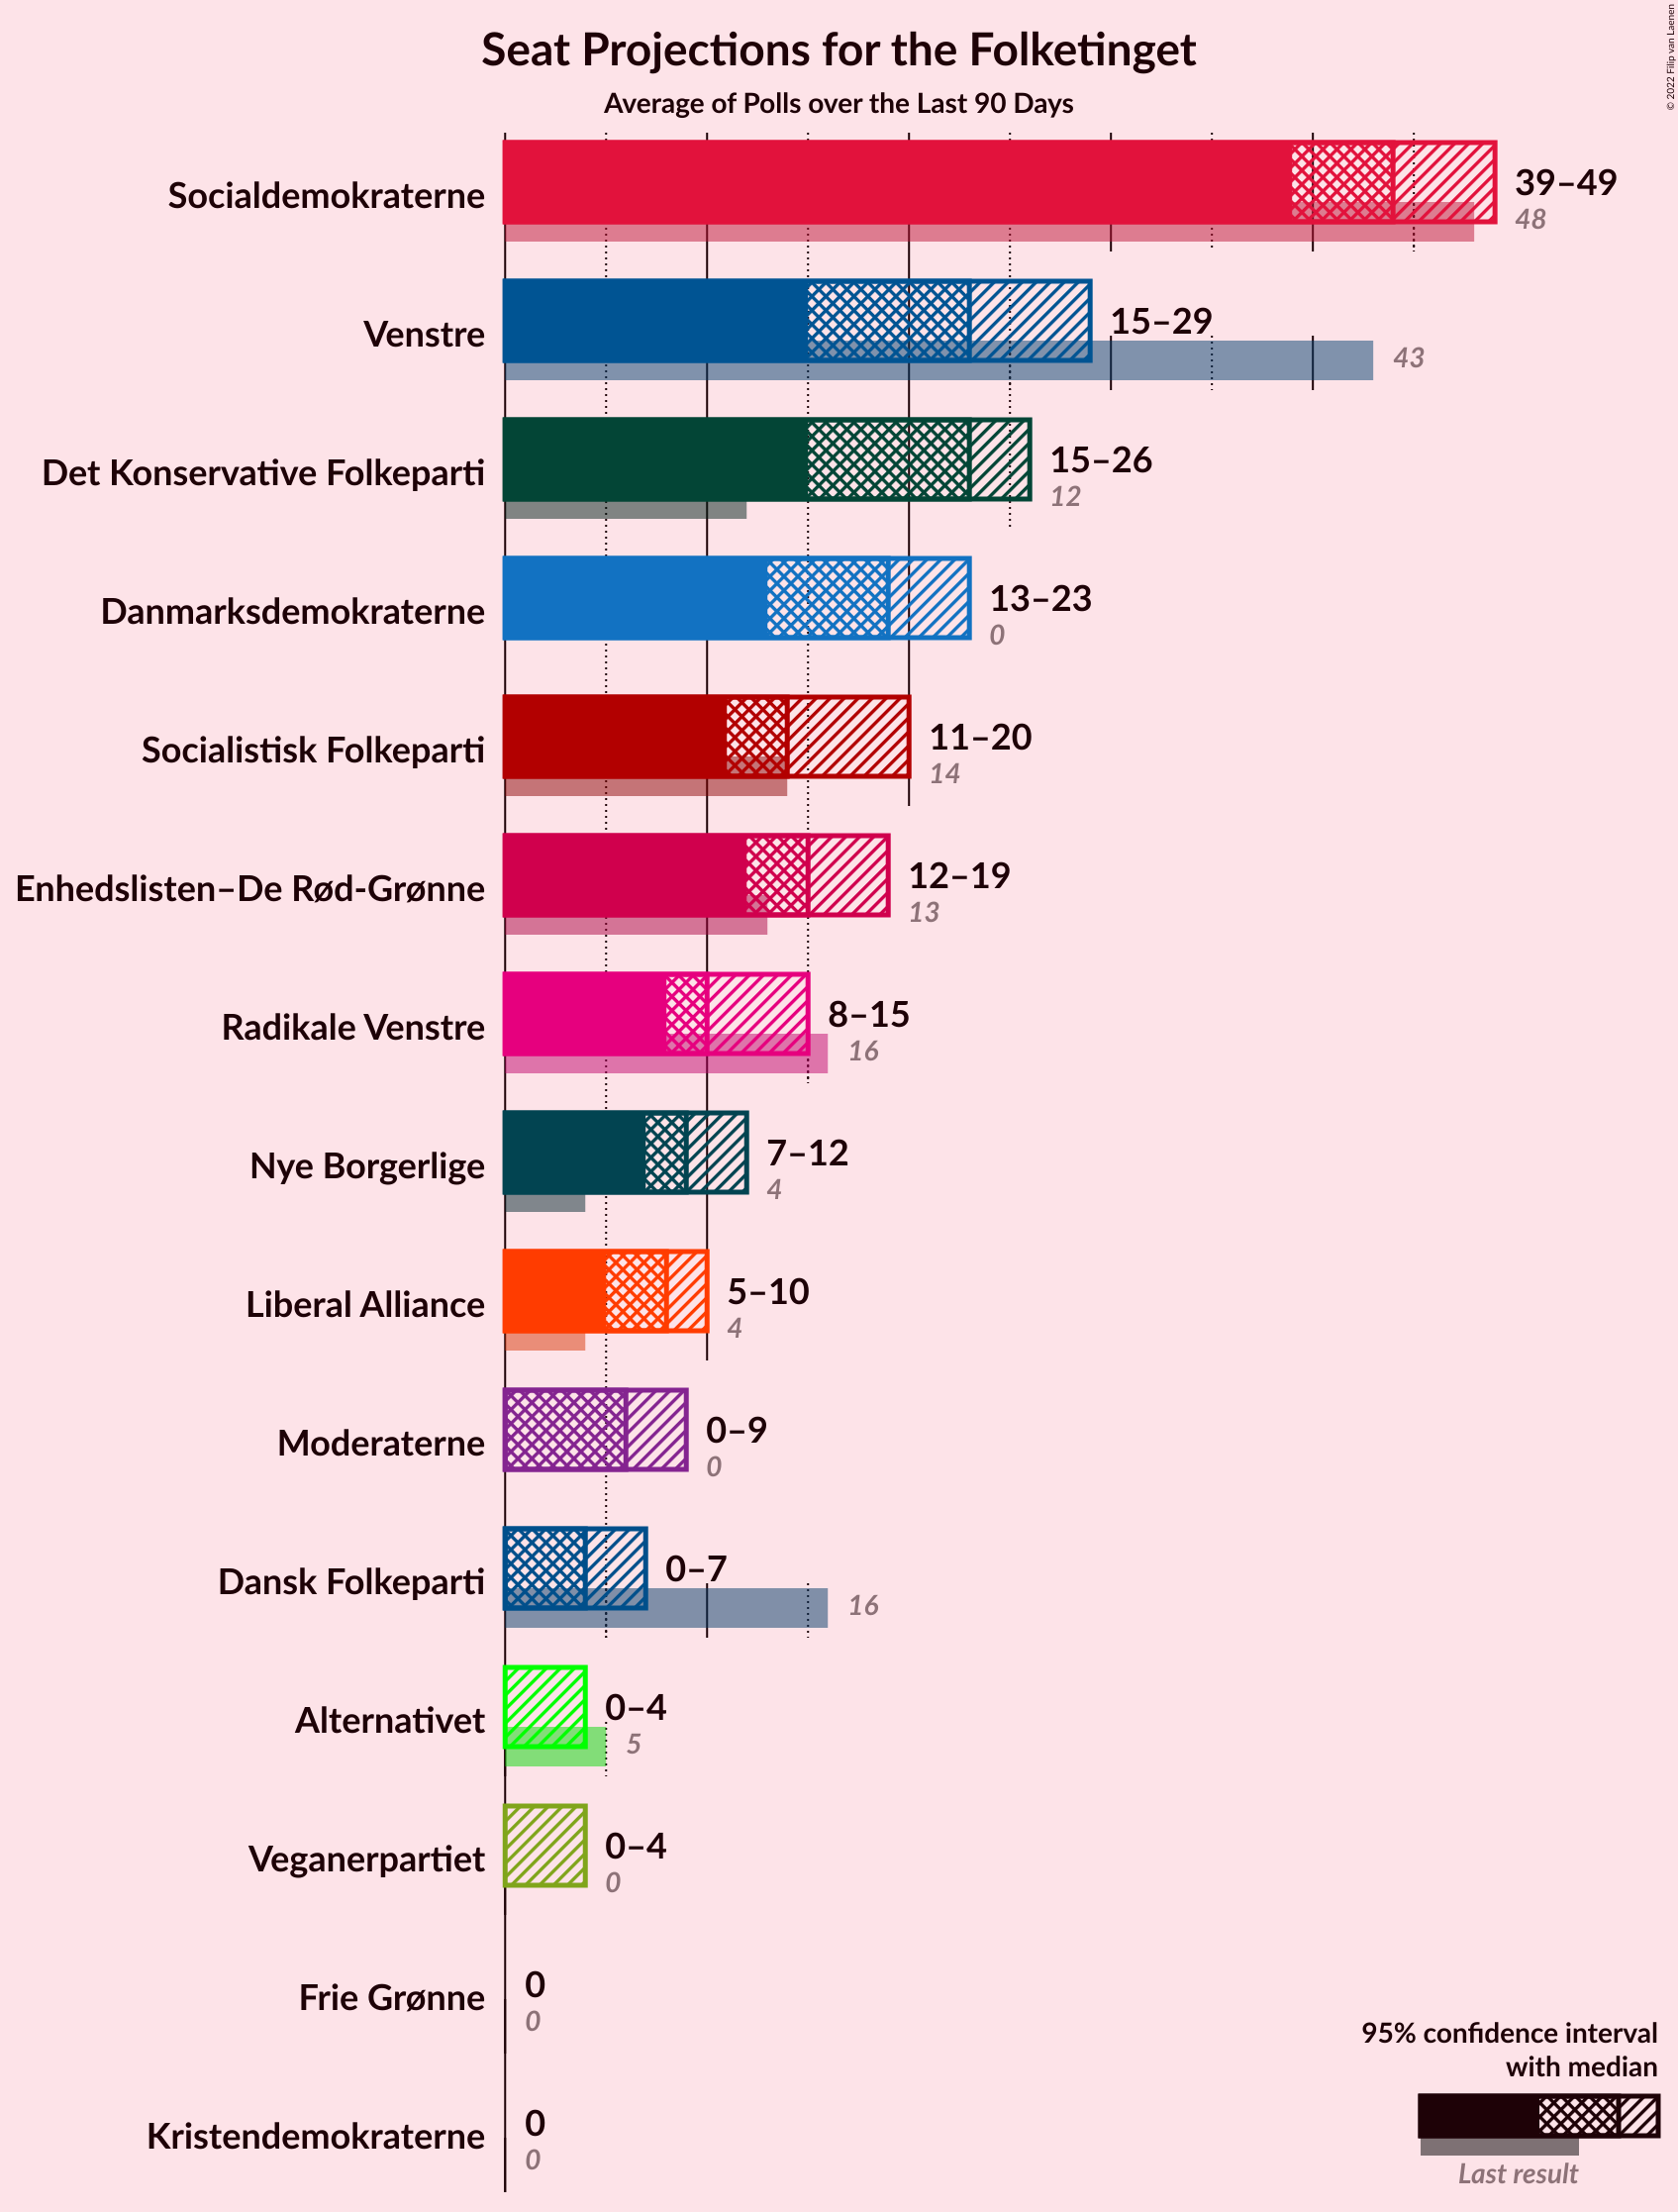 Seat Projections for the Folketinget
Average of Polls over the Last 90 Days
© 2022 Filip van Laenen
Socialdemokraterne
39–49
48
Venstre
15–29
43
Det Konservative Folkeparti
15–26
12
Danmarksdemokraterne
13–23
0
Socialistisk Folkeparti
11–20
14
Enhedslisten–De Rød-Grønne
12–19
13
Radikale Venstre
8–15
16
Nye Borgerlige
7–12
4
Liberal Alliance
5–10
4
Moderaterne
0–9
0
Dansk Folkeparti
0–7
16
Alternativet
0–4
5
Veganerpartiet
0–4
0
Frie Grønne
0
0
Kristendemokraterne
0
0
95% confidence interval
with median
Last result